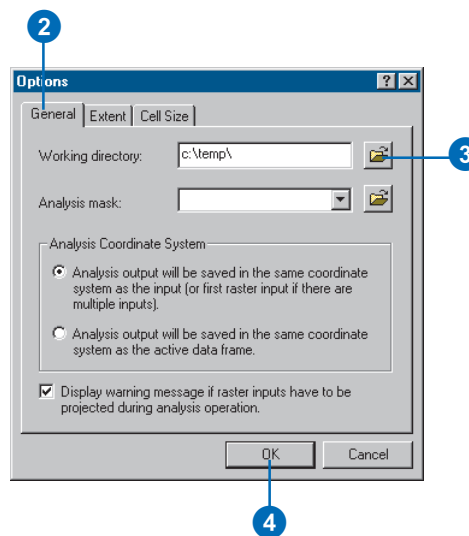 2
Options
General Extent Cell Size
Working directory: c:\temp\
3
Analysis mask:
Analysis Coordinate System
Analysis output will be saved in the same coordinate
system as the input (or first raster input if there are
multiple inputs).
Analysis output will be saved in the same coordinate
system as the active data frame.
Display warning message if raster inputs have to be
projected during analysis operation.
OK Cancel
4